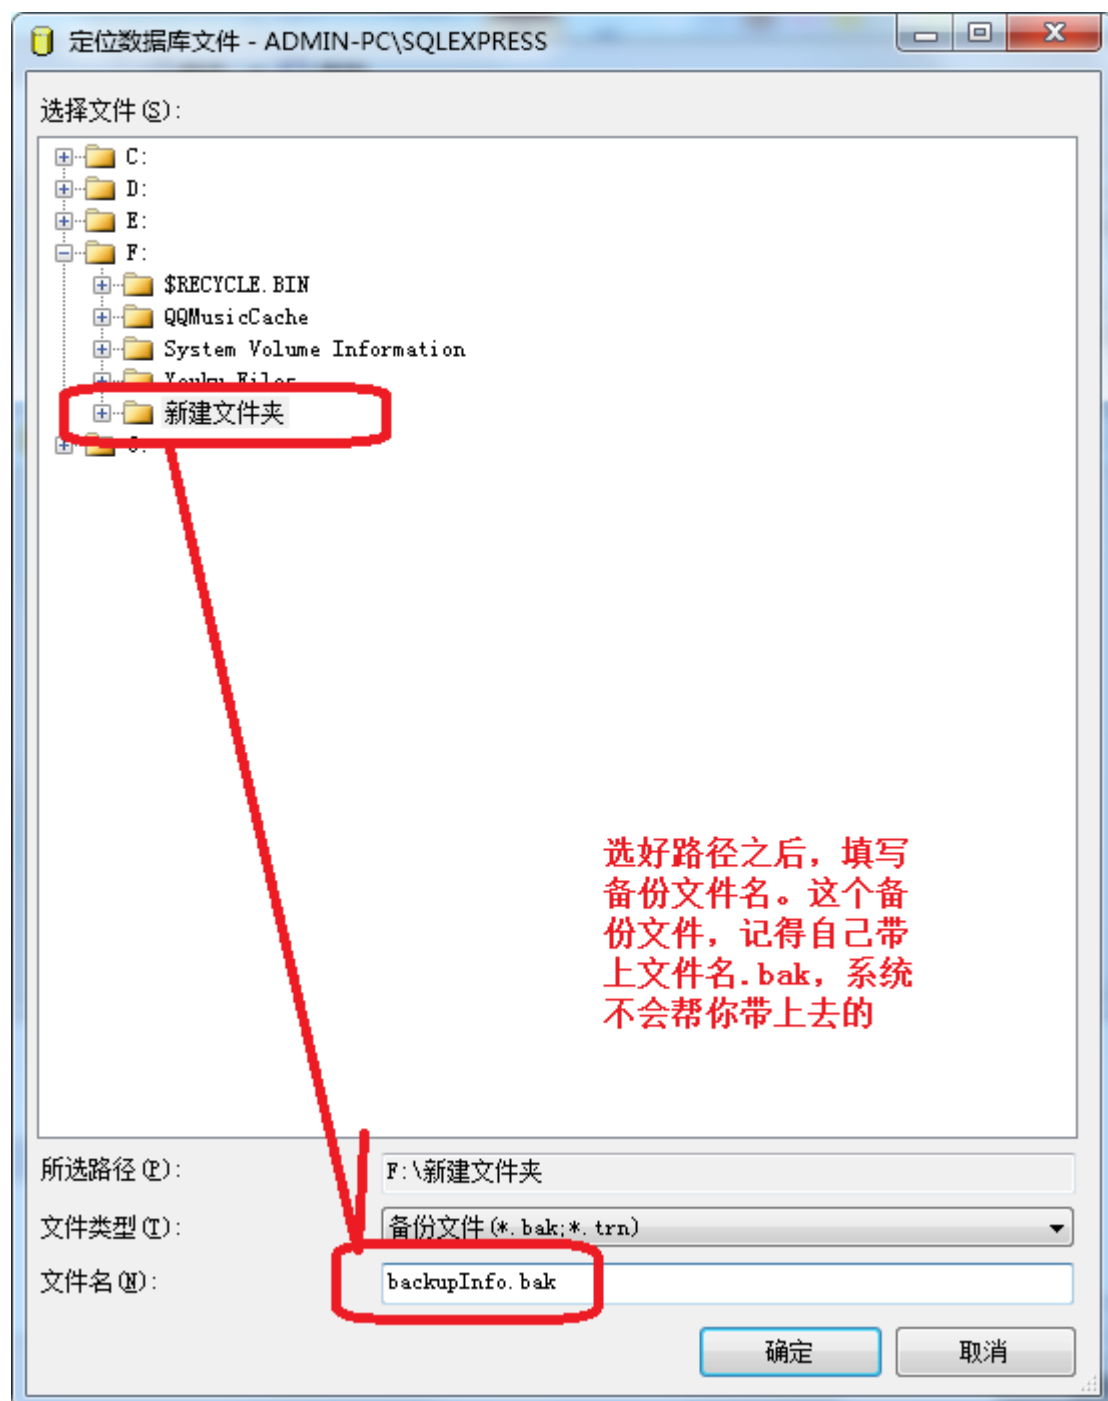 定位数据库文件 - ADMIN-PC\SQLEXPRESS
选择文件(S):
C:
D:
E:
F:
$RECYCLE.BIN
QQMusicCache
System Volume Information
新建文件夹
选好路径之后，填写
备份文件名。这个备
份文件，记得自己带
上文件名.bak，系统
不会帮你带上去的
所选路径(P):
F:\新建文件夹
文件类型(T):
备份文件(*.bak;*.trn)
文件名(N):
backupInfo.bak
确定
取消